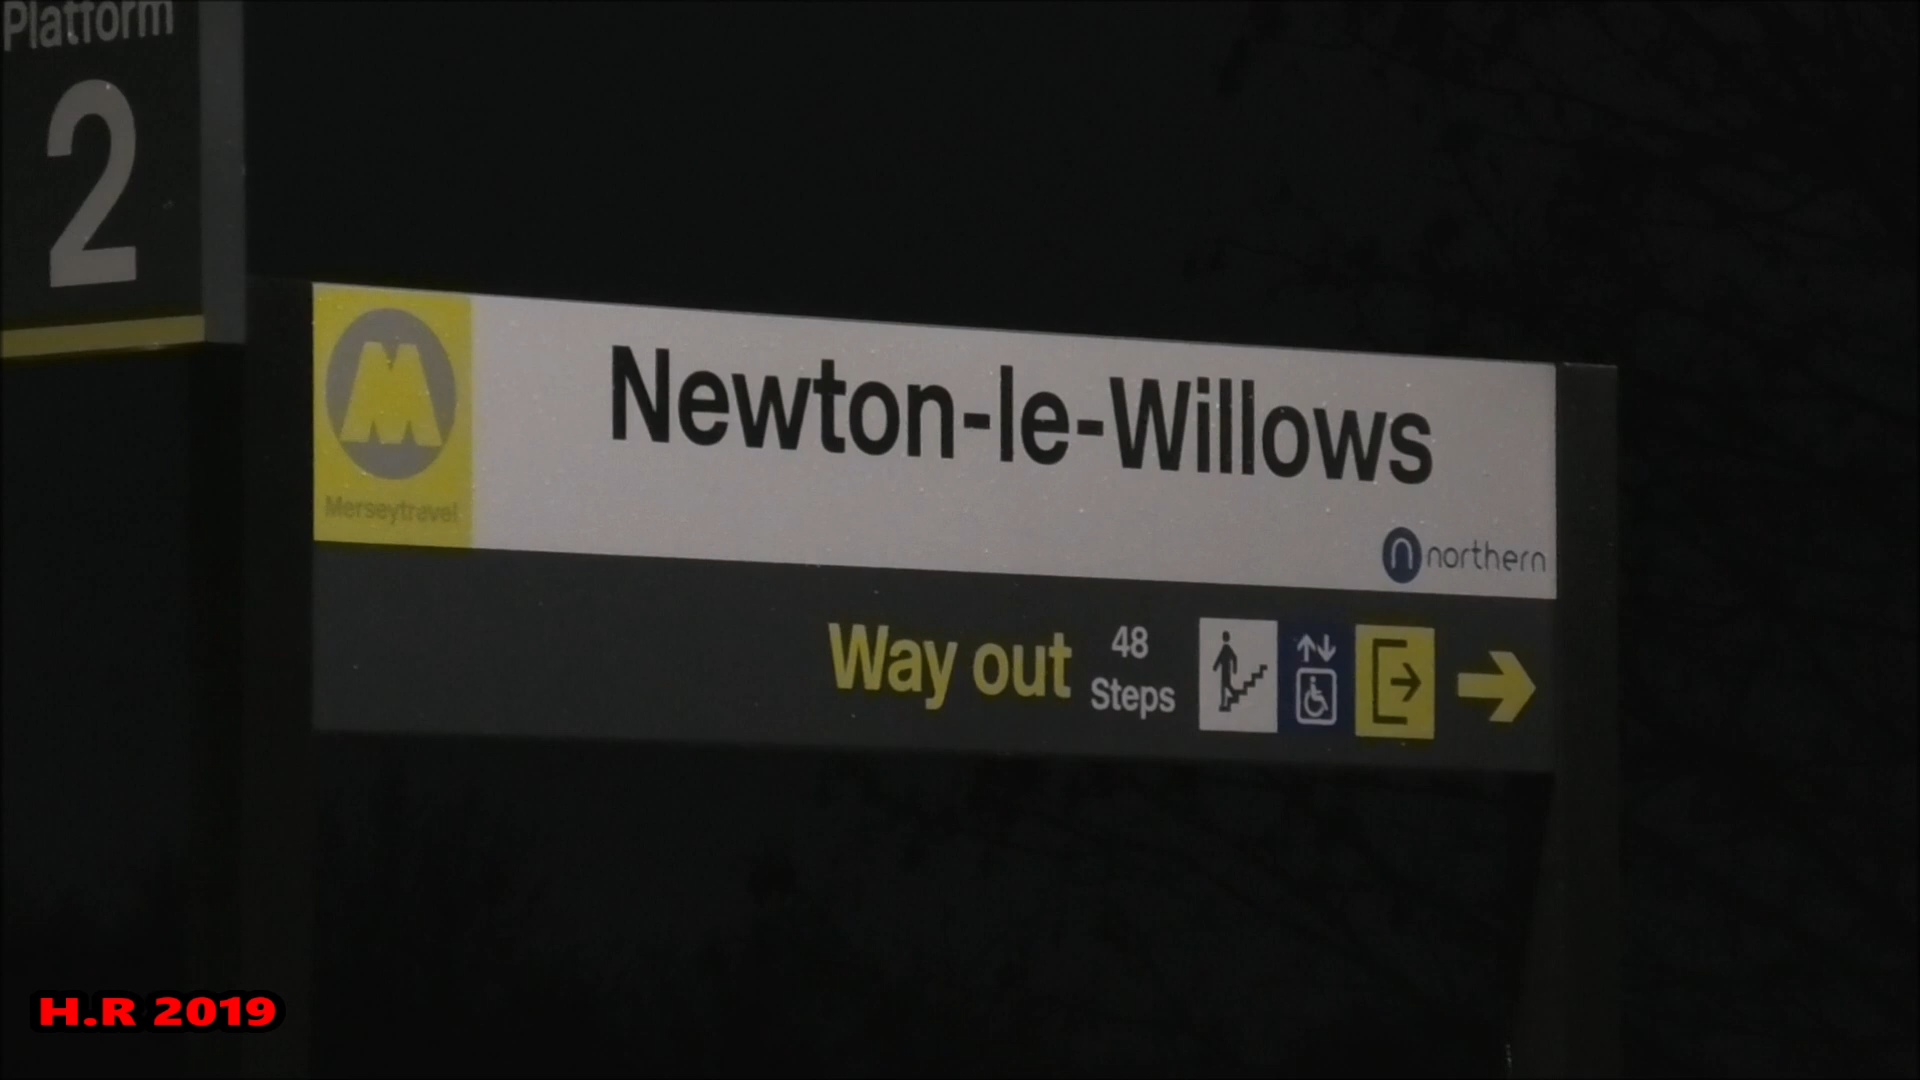 Platform
2
Newton-le-Willows
Merseytravel
northern
Way out
48
Steps
H.R 2019